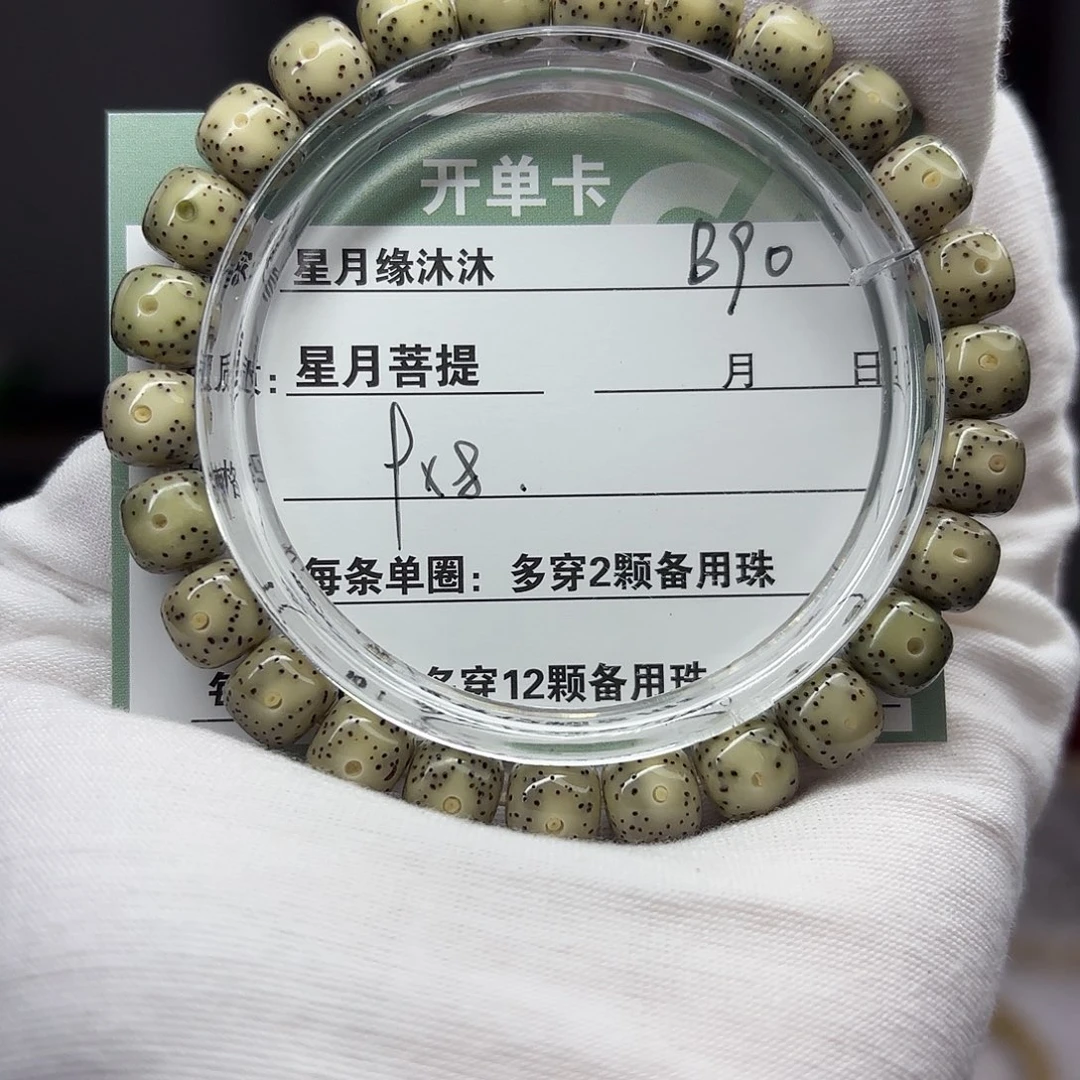 开单卡
星月缘沐沐 B90
星月菩提 月 日
Px8.
每条单圈：多穿2颗备用珠
多穿12颗备用珠